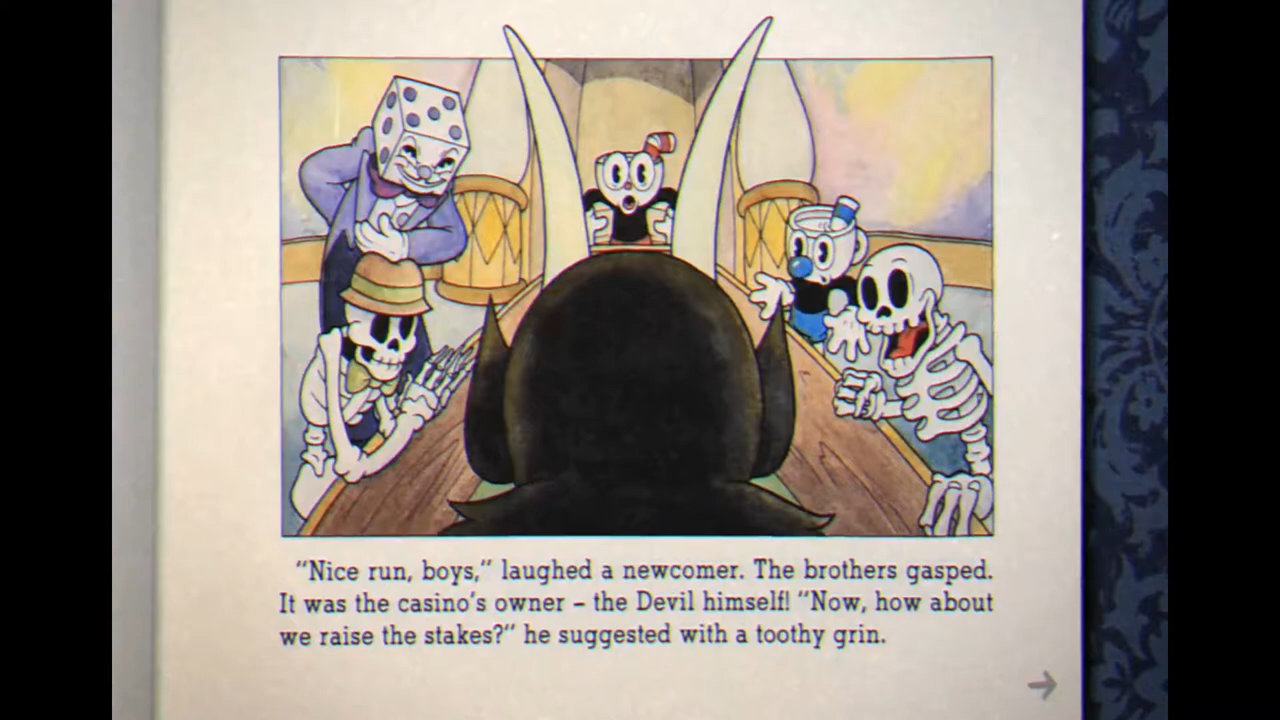 “Nice run, boys,“ laughed a newcomer. The brothers gasped.
It was the casino’s owner – the Devil himself! “Now, how about
we raise the stakes?“ he suggested with a toothy grin.